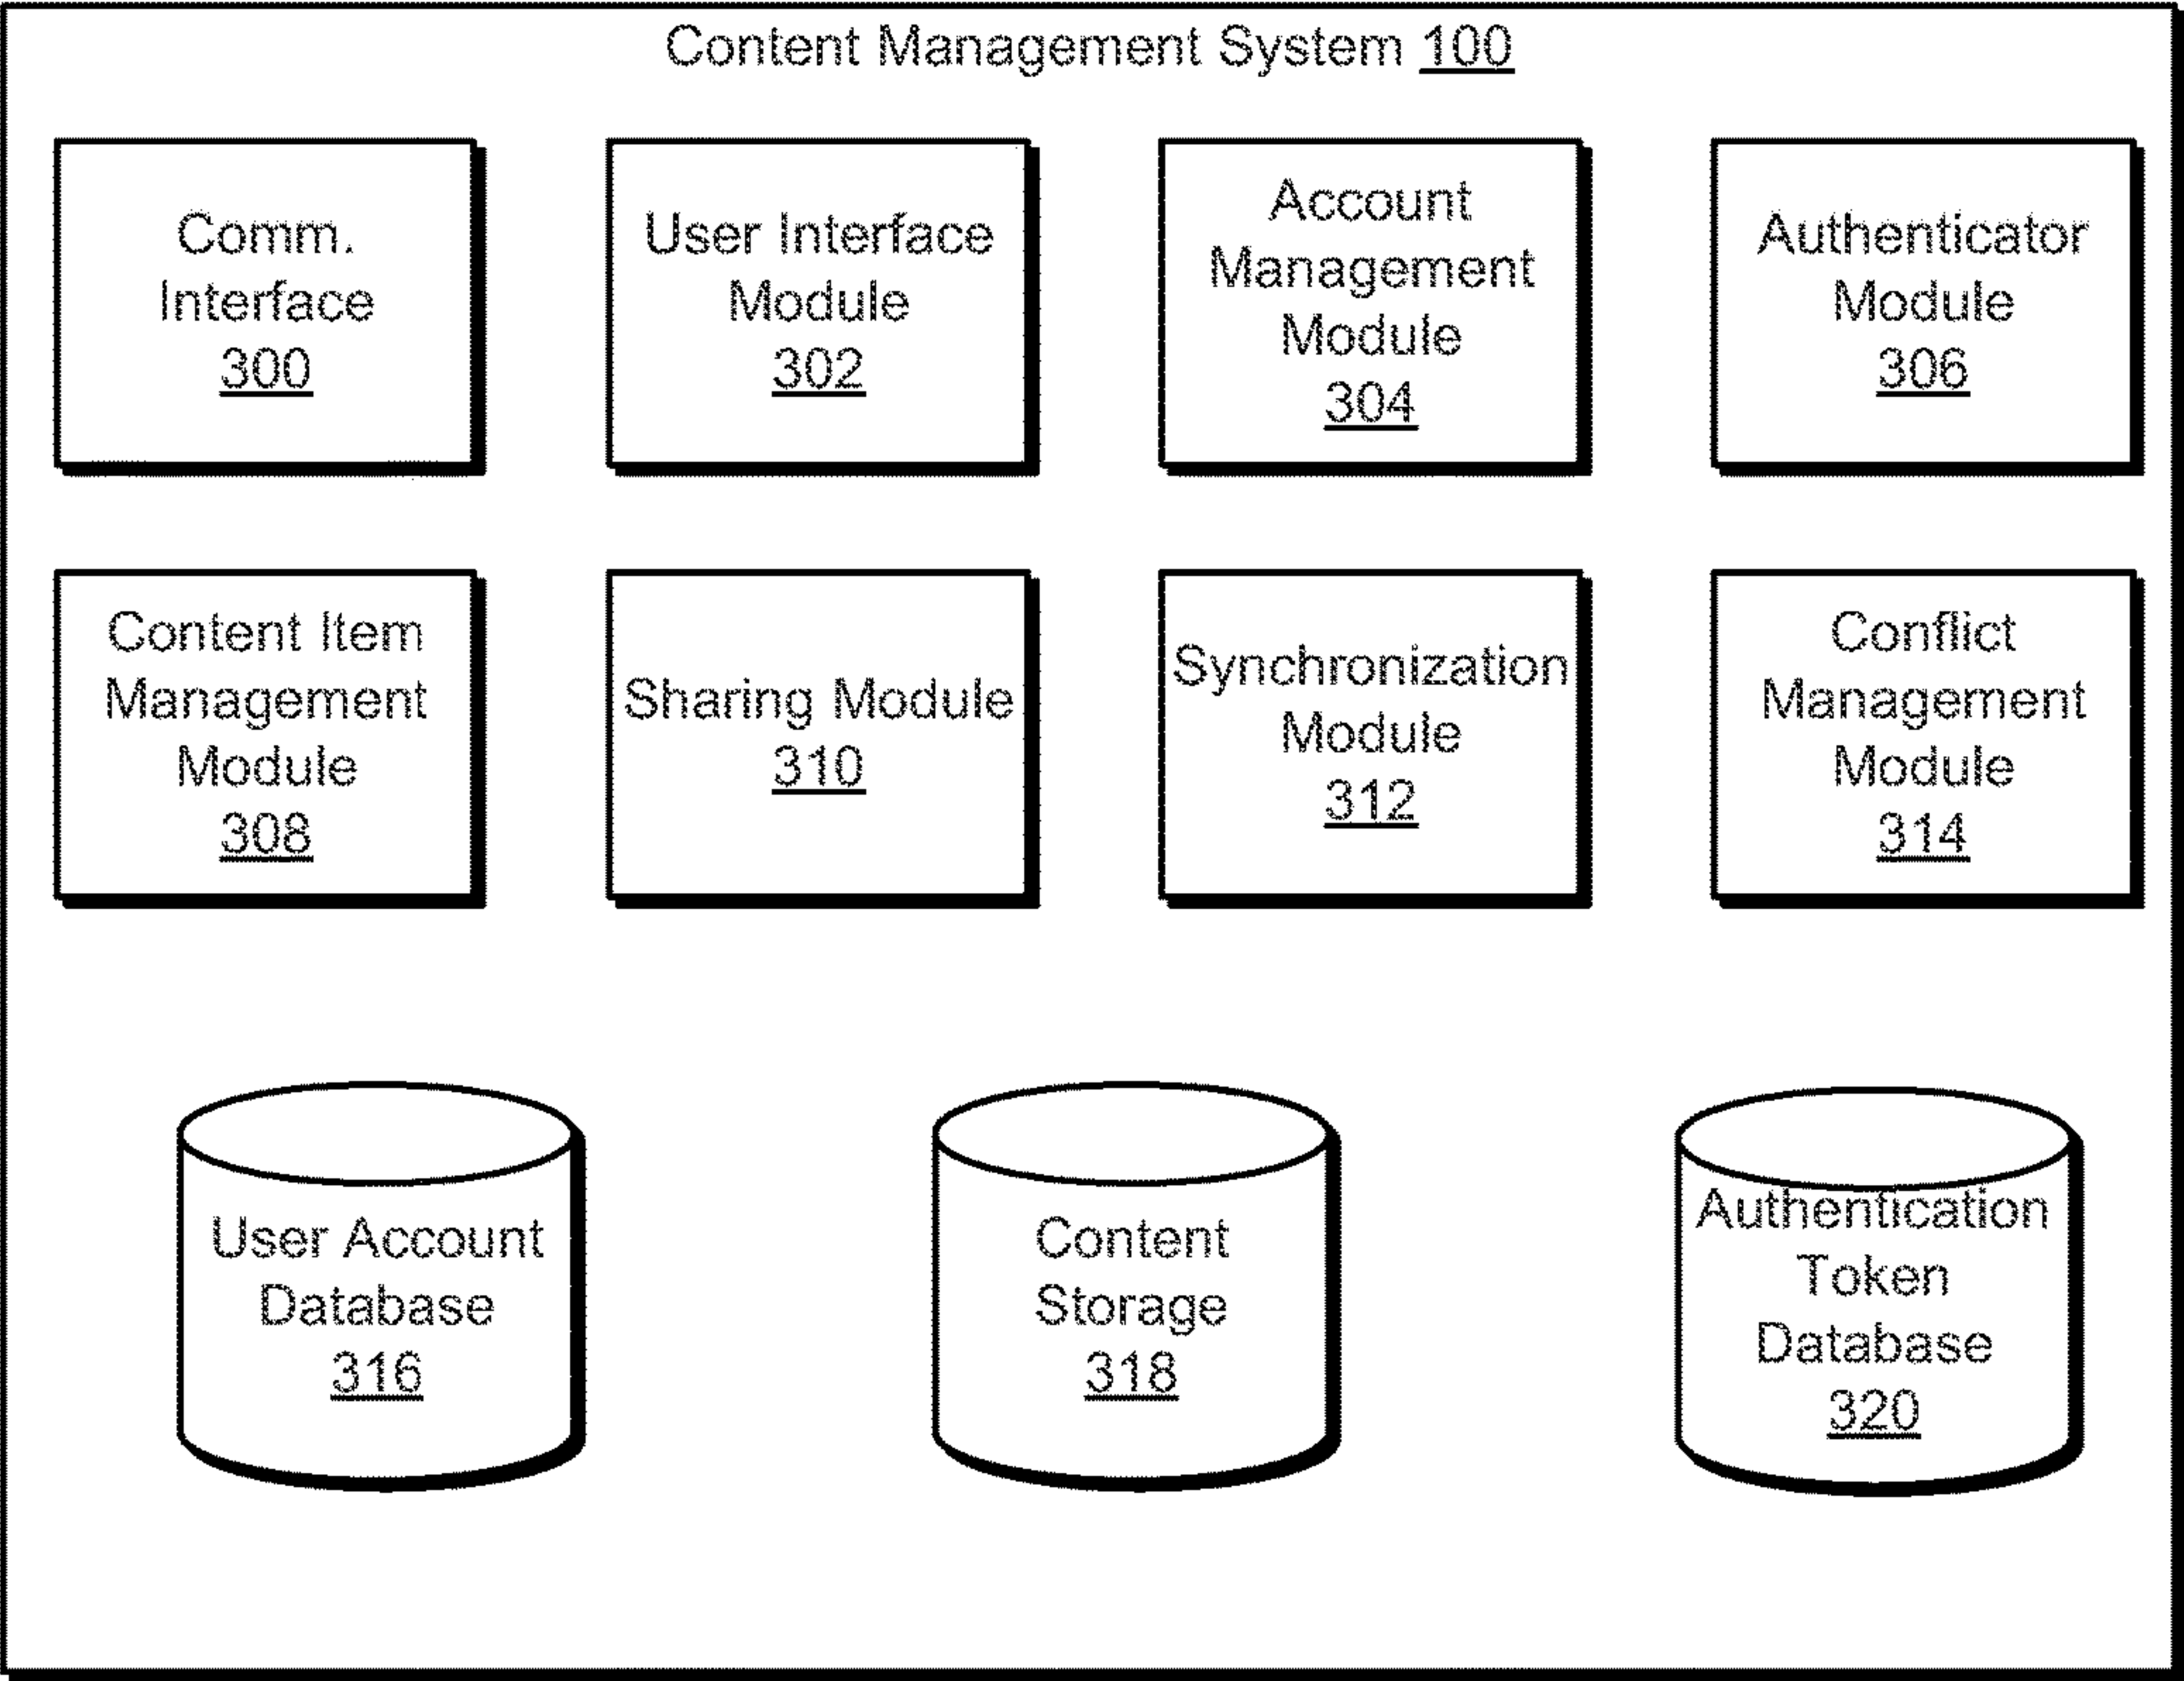 Content Management System 100
Comm.
Interface
300
User Interface
Module
302
Account
Management
Module
304
Authenticator
Module
306
Content Item
Management
Module
308
Sharing Module
310
Synchronization
Module
312
Conflict
Management
Module
314
User Account
Database
316
Content
Storage
318
Authentication
Token
Database
320